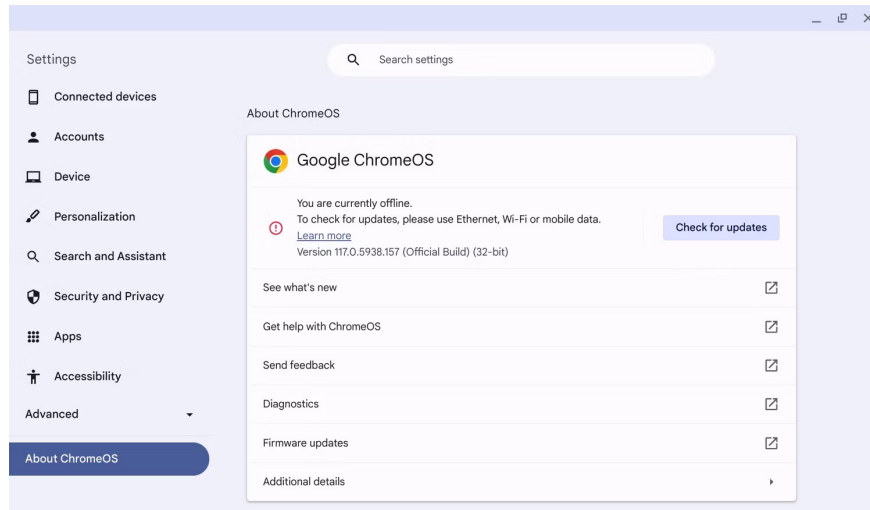 Settings
Search settings
Connected devices
Accounts
Device
Personalization
Search and Assistant
Security and Privacy
Apps
Accessibility
Advanced
About ChromeOS
About ChromeOS
Google ChromeOS
You are currently offline.
To check for updates, please use Ethernet, Wi-Fi or mobile data.
Learn more
Version 117.0.5938.157 (Official Build) (32-bit)
Check for updates
See what's new
Get help with ChromeOS
Send feedback
Diagnostics
Firmware updates
Additional details